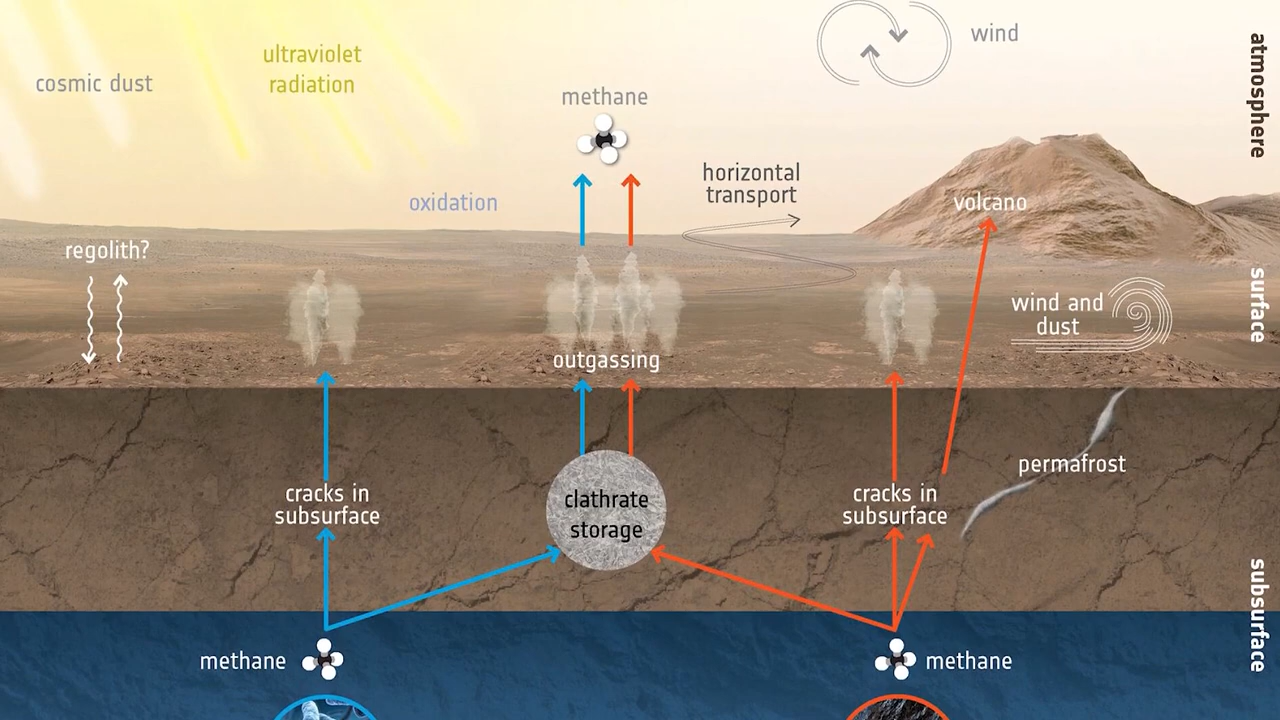 cosmic dust
ultraviolet
radiation
methane
wind
atmosphere
oxidation
horizontal
transport
volcano
regolith?
wind and
dust
surface
outgassing
cracks in
subsurface
clathrate
storage
cracks in
subsurface
permafrost
subsurface
methane
methane